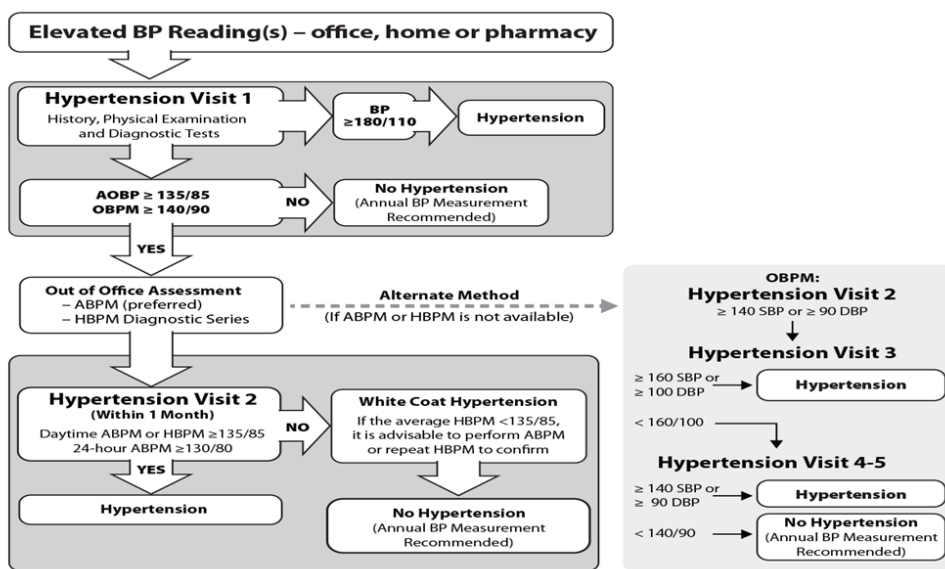 Elevated BP Reading(s) – office, home or pharmacy
Hypertension Visit 1
History, Physical Examination
and Diagnostic Tests
BP
≥180/110
Hypertension
AOBP ≥ 135/85
OBPM ≥ 140/90
NO
No Hypertension
(Annual BP Measurement
Recommended)
YES
Out of Office Assessment
– ABPM (preferred)
– HBPM Diagnostic Series
Alternate Method
(If ABPM or HBPM is not available)
Hypertension Visit 2
(Within 1 Month)
Daytime ABPM or HBPM ≥135/85
24-hour ABPM ≥130/80
NO
White Coat Hypertension
If the average HBPM <135/85,
it is advisable to perform ABPM
or repeat HBPM to confirm
YES
Hypertension
No Hypertension
(Annual BP Measurement
Recommended)
OBPM:
Hypertension Visit 2
≥ 140 SBP or ≥ 90 DBP
Hypertension Visit 3
≥ 160 SBP or
≥ 100 DBP
Hypertension
< 160/100
Hypertension Visit 4-5
≥ 140 SBP or
≥ 90 DBP
Hypertension
< 140/90
No Hypertension
(Annual BP Measurement
Recommended)